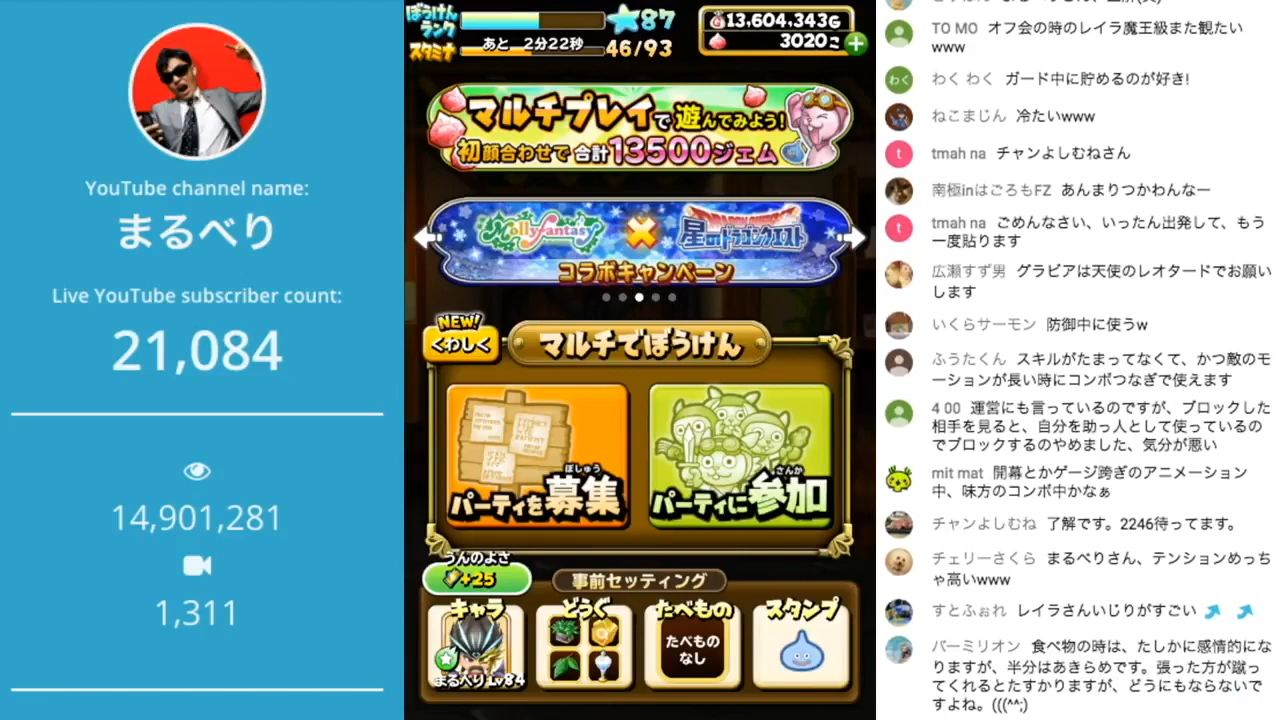 YouTube channel name:
まるべり
Live YouTube subscriber count:
21,084
14,901,281
1,311
ぼうけん
ランク
87
スタミナ
あと 2分22秒
46/93
13,604,343G
3020こ
マルチプレイで遊んでみよう!
初顔合わせで合計13500ジェム
Mollyfantasy
DRAGON QUEST
星のドラゴンクエスト
コラボキャンペーン
NEW!
くわしく
マルチでぼうけん
ぼしゅう
パーティを募集
さんか
パーティに参加
うんのよさ
+25
事前セッティング
キャラ
まるべり Lv84
どうぐ
たべもの
たべもの
なし
スタンプ
TO MO オフ会の時のレイラ魔王級また観たい
www
わく
わく わく ガード中に貯めるのが好き!
ねこまじん 冷たいwww
t
tmah na チャンよしむねさん
南極inはごろもFZ あんまりつかわんなー
t
tmah na ごめんなさい、いったん出発して、もう
一度貼ります
広瀬すず男 グラビアは天使のレオタードでお願い
します
いくらサーモン 防御中に使うw
ふうたくん スキルがたまってなくて、かつ敵のモ
ーションが長い時にコンボつなぎで使えます
4 00 運営にも言っているのですが、ブロックした
相手を見ると、自分を助っ人として使っているの
でブロックするのやめました、気分が悪い
mit mat 開幕とかゲージ跨ぎのアニメーション
中、味方のコンボ中かなぁ
チャンよしむね 了解です。2246待ってます。
チェリーさくら まるべりさん、テンションめっち
ゃ高いwww
すとふぉれ レイラさんいじりがすごい
バーミリオン 食べ物の時は、たしかに感情的にな
りますが、半分はあきらめです。張った方が蹴っ
てくれるとたすかりますが、どうにもならないで
すよね。(((^^;)